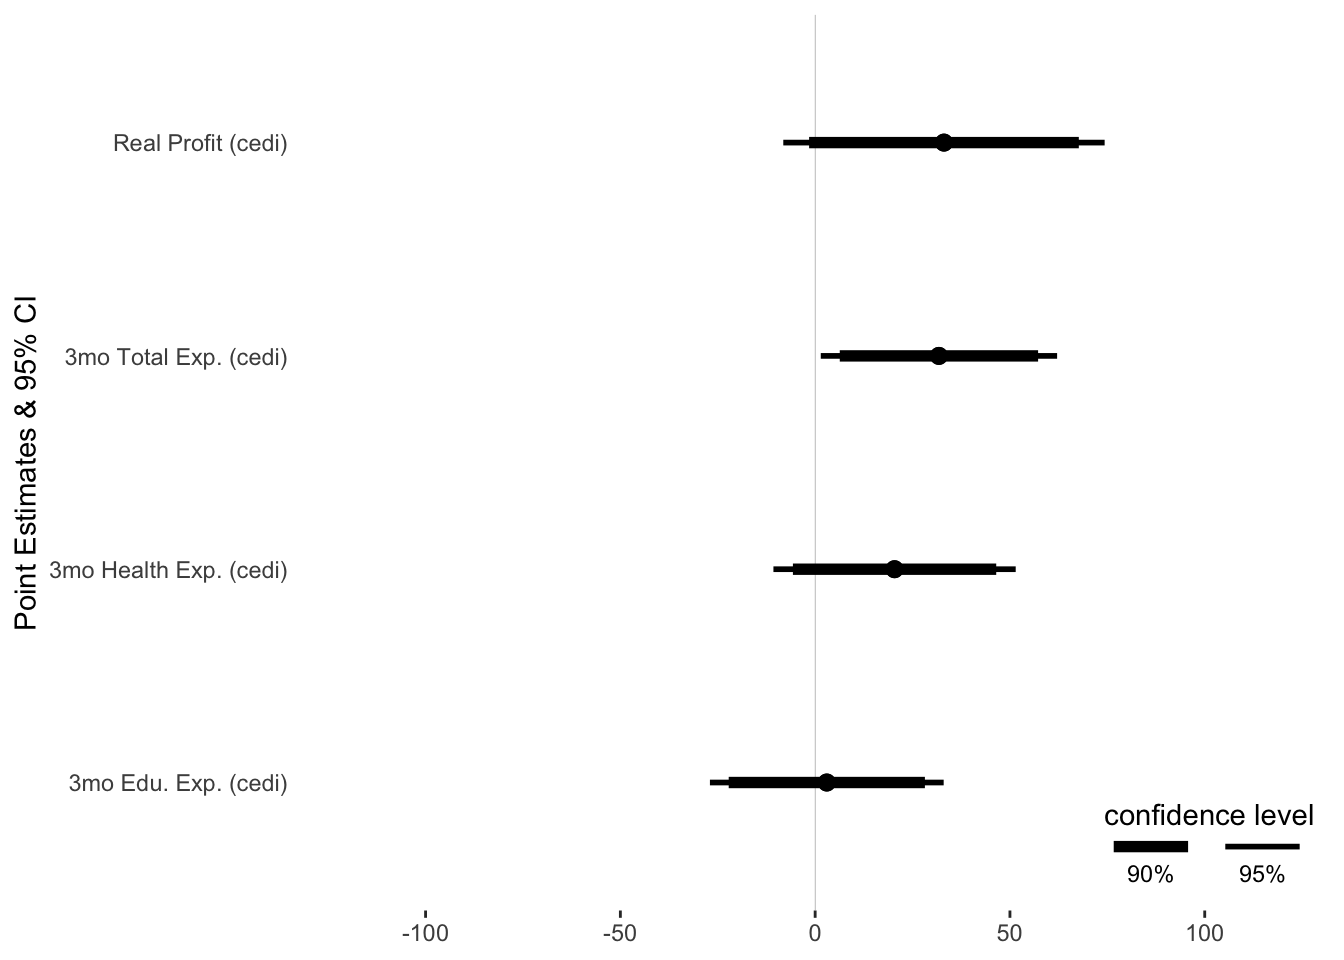 Point Estimates & 95% CI
Real Profit (cedi)
3mo Total Exp. (cedi)
3mo Health Exp. (cedi)
3mo Edu. Exp. (cedi)
confidence level
90% 95%
-100 -50 0 50 100